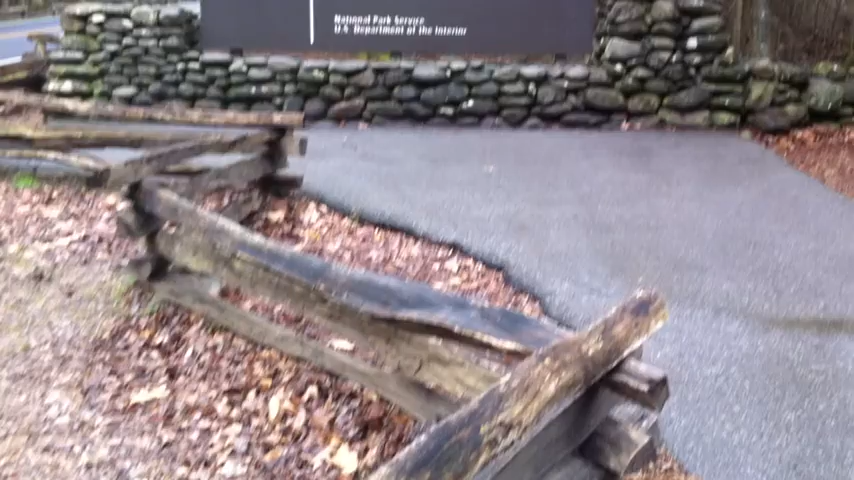 National Park Service
U.S. Department of the Interior